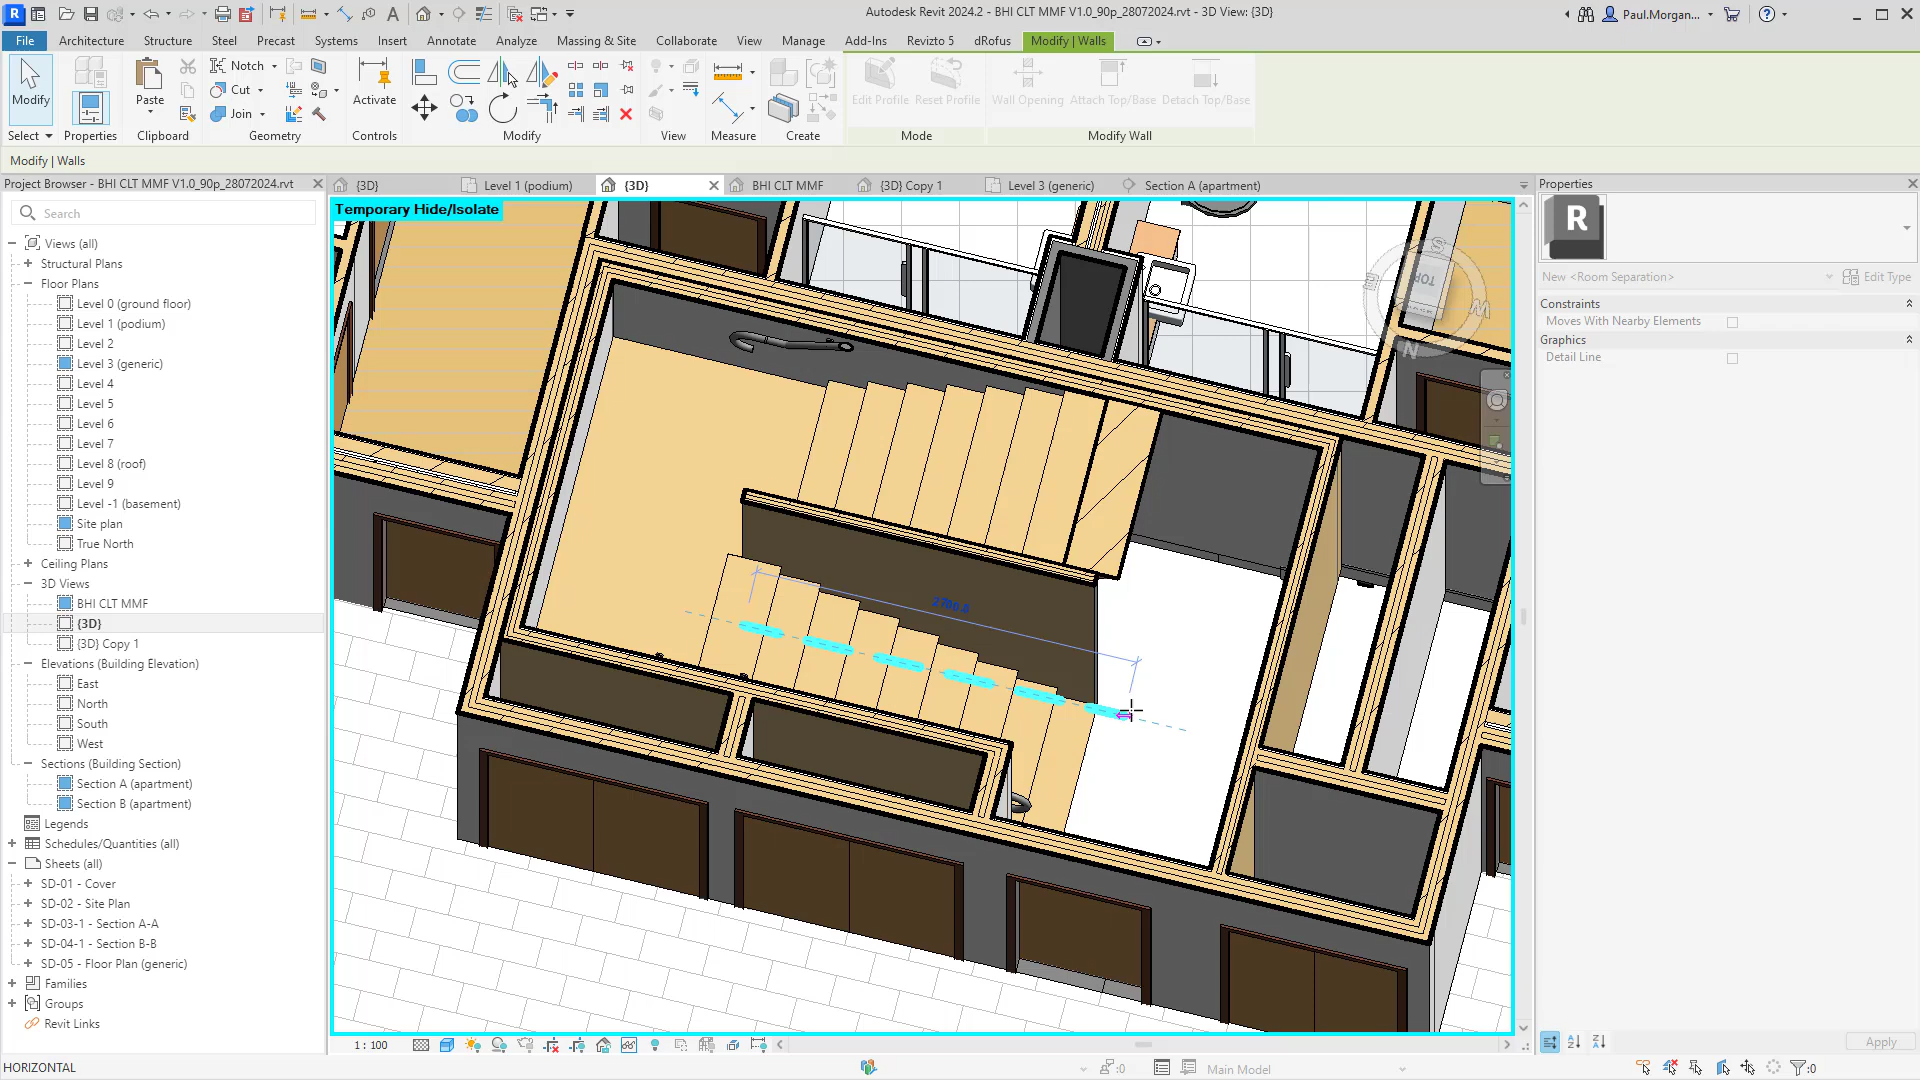 Autodesk Revit 2024.2 - BHI CLT MMF V1.0_90p_28072024.rvt - 3D View: {3D}
Paul.Morgan...
File
Architecture
Structure
Steel
Precast
Systems
Insert
Annotate
Analyze
Massing & Site
Collaborate
View
Manage
Add-Ins
Revizto 5
dRofus
Modify | Walls
Modify
Paste
Notch
Cut
Join
Activate
Edit Profile
Reset Profile
Wall Opening
Attach Top/Base
Detach Top/Base
Select
Properties
Clipboard
Geometry
Controls
Modify
View
Measure
Create
Mode
Modify Wall
Modify | Walls
Project Browser - BHI CLT MMF V1.0_90p_28072024.rvt
Search
Views (all)
Structural Plans
Floor Plans
Level 0 (ground floor)
Level 1 (podium)
Level 2
Level 3 (generic)
Level 4
Level 5
Level 6
Level 7
Level 8 (roof)
Level 9
Level -1 (basement)
Site plan
True North
Ceiling Plans
3D Views
BHI CLT MMF
{3D}
{3D} Copy 1
Elevations (Building Elevation)
East
North
South
West
Sections (Building Section)
Section A (apartment)
Section B (apartment)
Legends
Schedules/Quantities (all)
Sheets (all)
SD-01 - Cover
SD-02 - Site Plan
SD-03-1 - Section A-A
SD-04-1 - Section B-B
SD-05 - Floor Plan (generic)
Families
Groups
Revit Links
{3D}
Level 1 (podium)
{3D}
BHI CLT MMF
{3D} Copy 1
Level 3 (generic)
Section A (apartment)
Temporary Hide/Isolate
TOP
S
E
W
N
1 : 100
Properties
R
New <Room Separation>
Edit Type
Constraints
Moves With Nearby Elements
Graphics
Detail Line
Apply
HORIZONTAL
:0
Main Model
:0